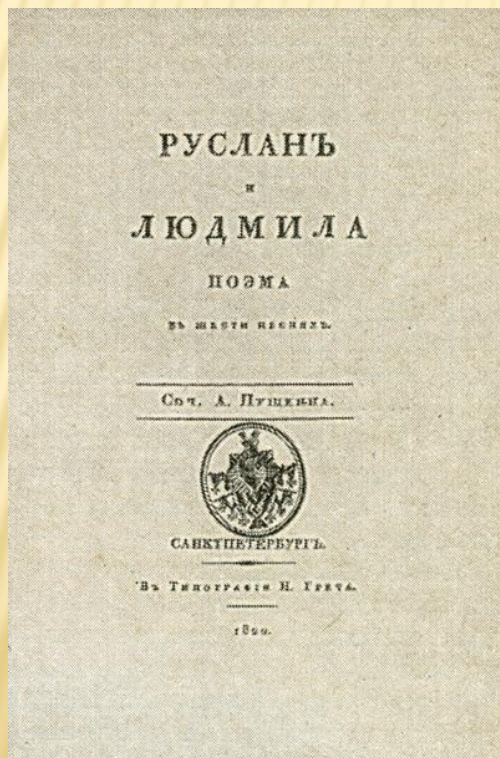 РУСЛАНЪ
и
ЛЮДМИЛА
ПОЭМА
въ шести пѣсняхъ.
Соч. А. Пушкина.
САНКТПЕТЕРБУРГЪ.
Въ Типографіи Н. Греча.
1820.